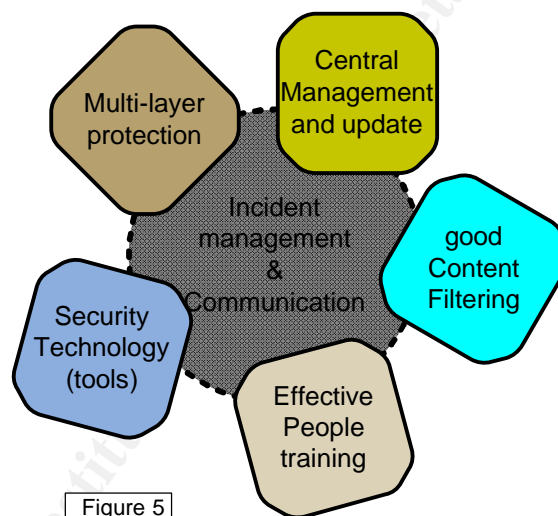 Central
Management
and update
Multi-layer
protection
Incident
management
&
Communication
good
Content
Filtering
Security
Technology
(tools)
Effective
People
training
Figure 5